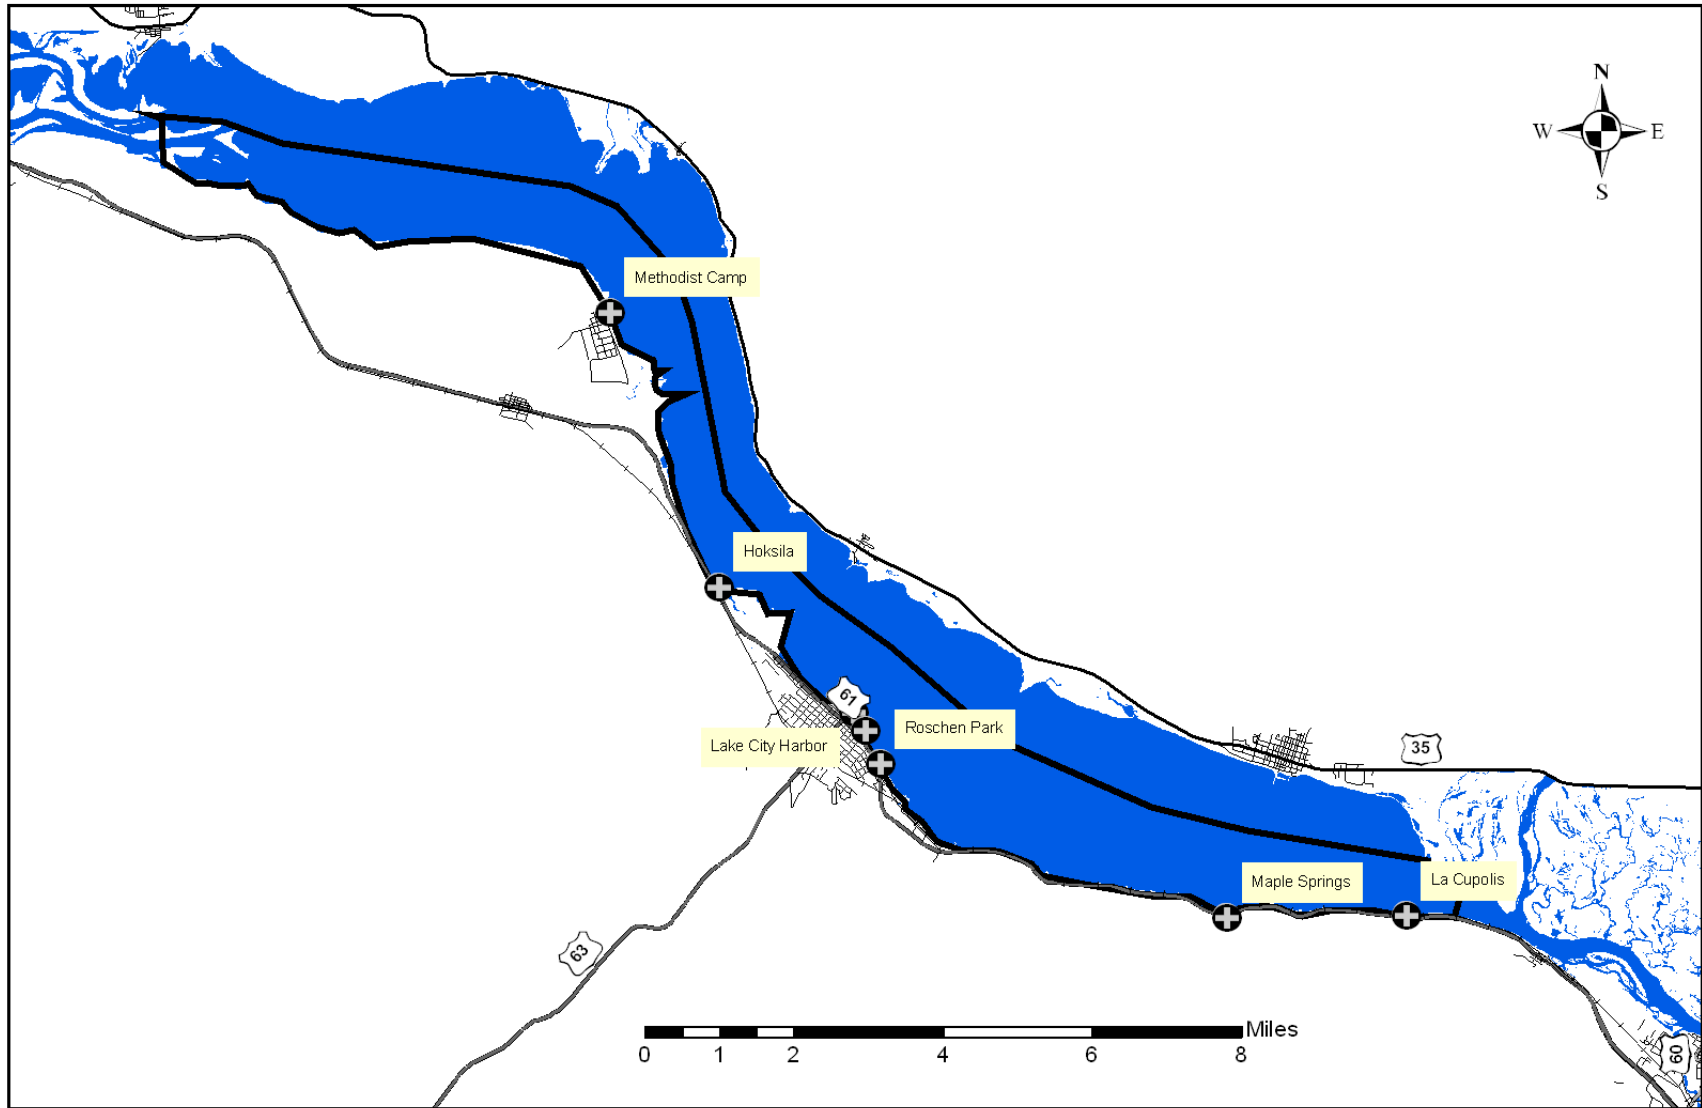 N
W E
S
Methodist Camp
Hoksila
61
Roschen Park
Lake City Harbor
35
Maple Springs
La Cupolis
63
Miles
0 1 2 4 6 8
60